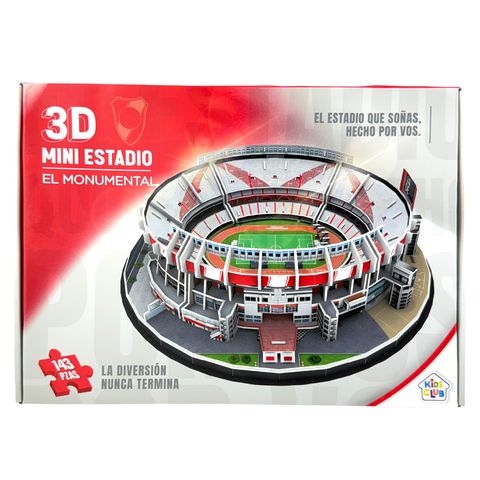 3D
MINI ESTADIO
EL MONUMENTAL
EL ESTADIO QUE SOÑAS,
HECHO POR VOS.
143
PZAS
LA DIVERSIÓN
NUNCA TERMINA
KIDS
CLUB